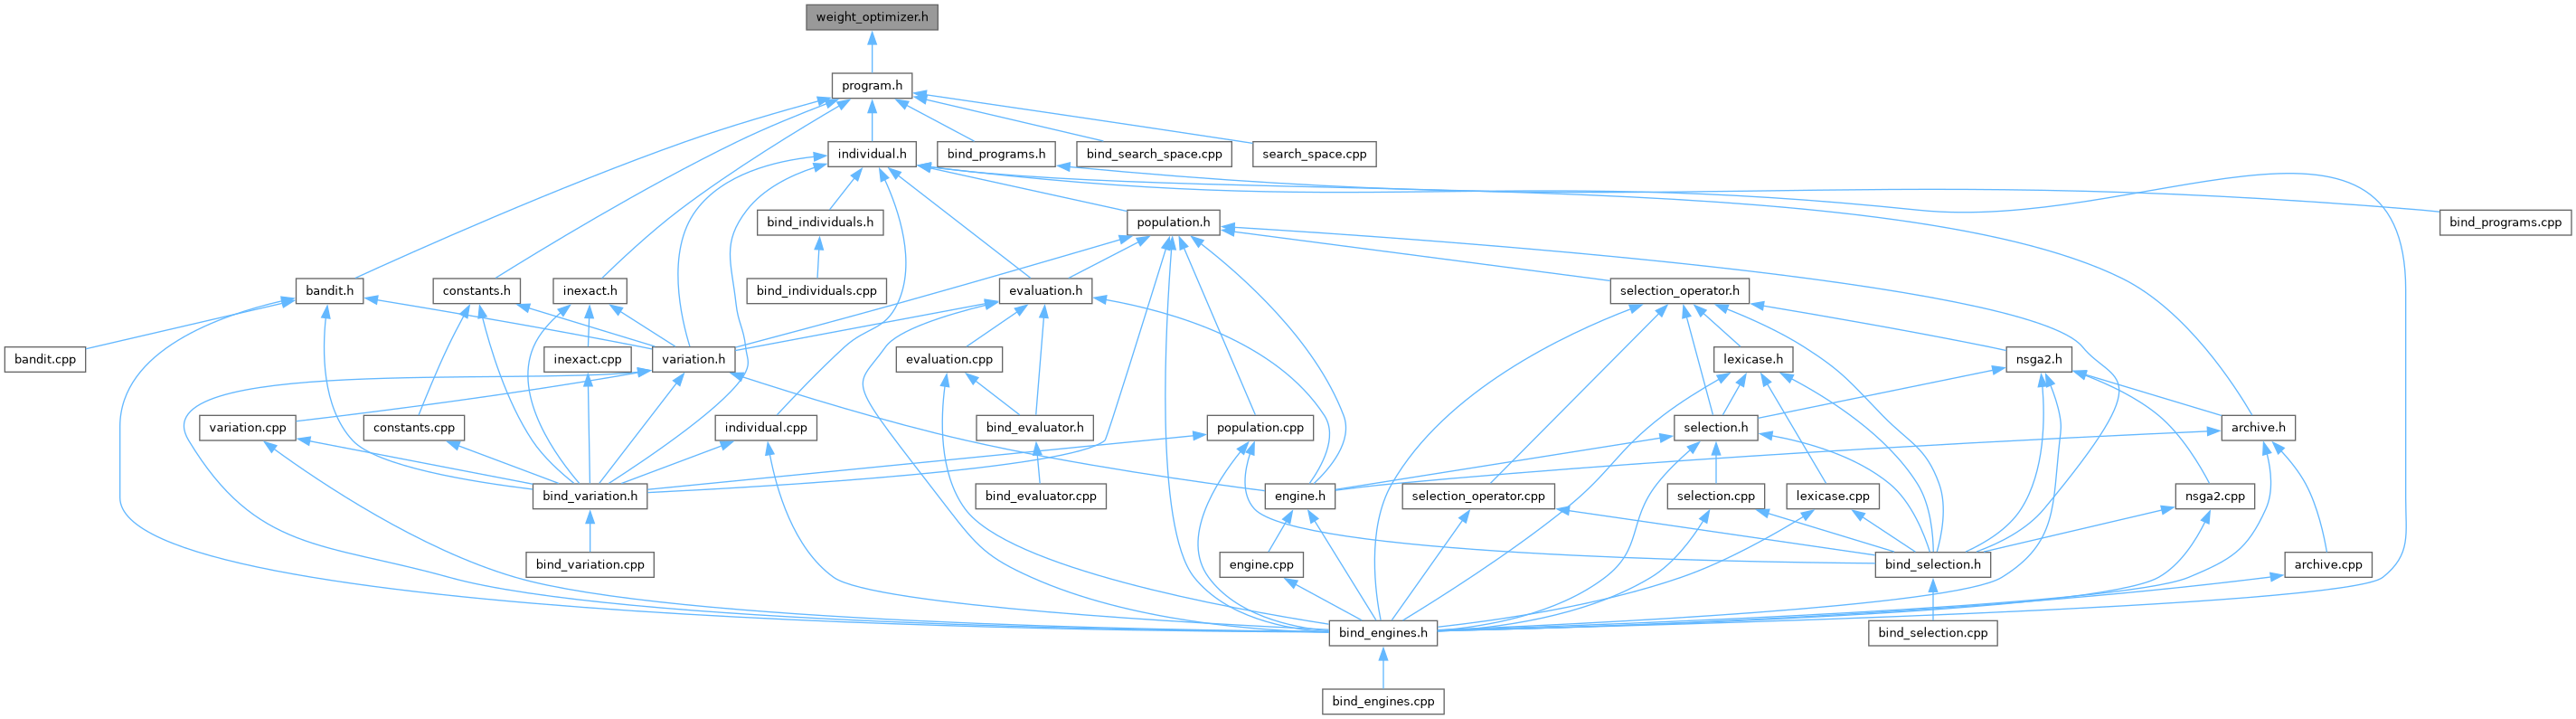 weight_optimizer.h
program.h
individual.h
bind_programs.h
bind_search_space.cpp
search_space.cpp
bind_individuals.h
population.h
bind_programs.cpp
bandit.h
constants.h
inexact.h
bind_individuals.cpp
evaluation.h
selection_operator.h
bandit.cpp
inexact.cpp
variation.h
evaluation.cpp
lexicase.h
nsga2.h
variation.cpp
constants.cpp
individual.cpp
bind_evaluator.h
population.cpp
selection.h
archive.h
bind_variation.h
bind_evaluator.cpp
engine.h
selection_operator.cpp
selection.cpp
lexicase.cpp
nsga2.cpp
bind_variation.cpp
engine.cpp
bind_selection.h
archive.cpp
bind_engines.h
bind_selection.cpp
bind_engines.cpp